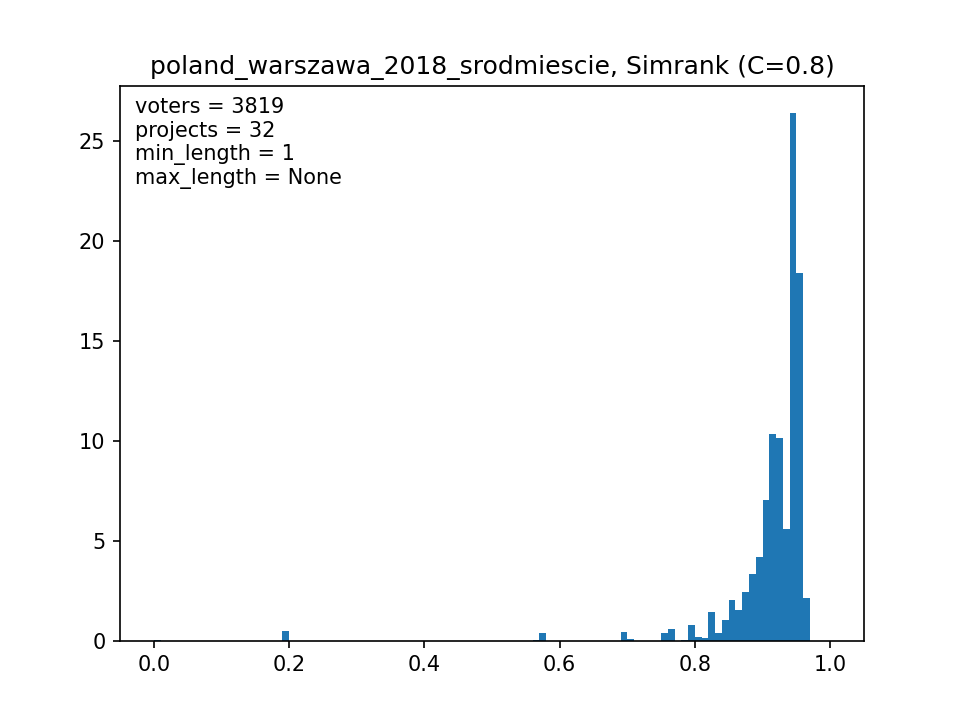 poland_warszawa_2018_srodmiescie, Simrank (C=0.8)
voters = 3819
projects = 32
min_length = 1
max_length = None
25
20
15
10
5
0
0.0 0.2 0.4 0.6 0.8 1.0